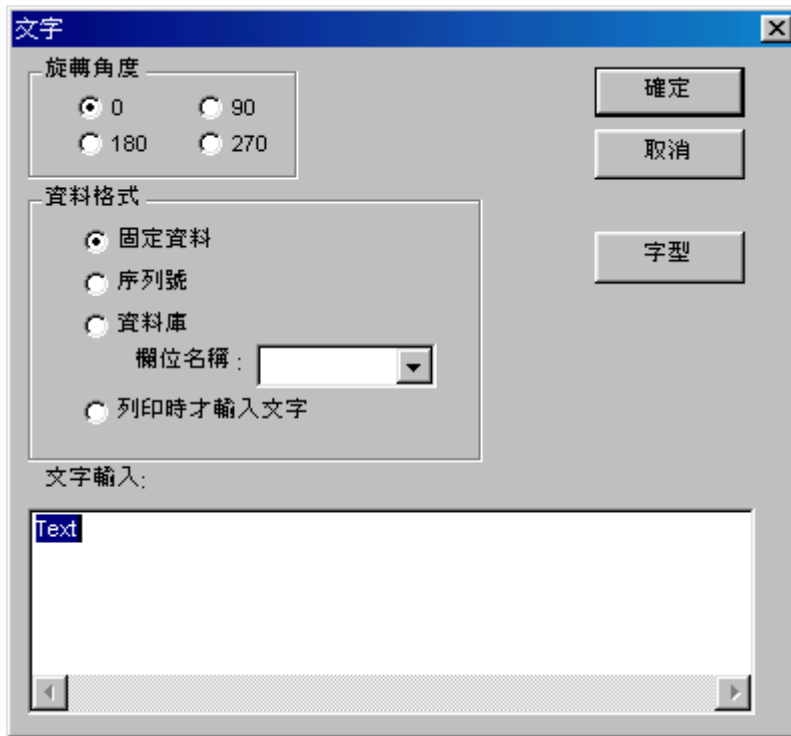 文字
旋轉角度
0 90
180 270
確定
取消
資料格式
固定資料
序列號
資料庫
欄位名稱：
列印時才輸入文字
字型
文字輸入:
Text